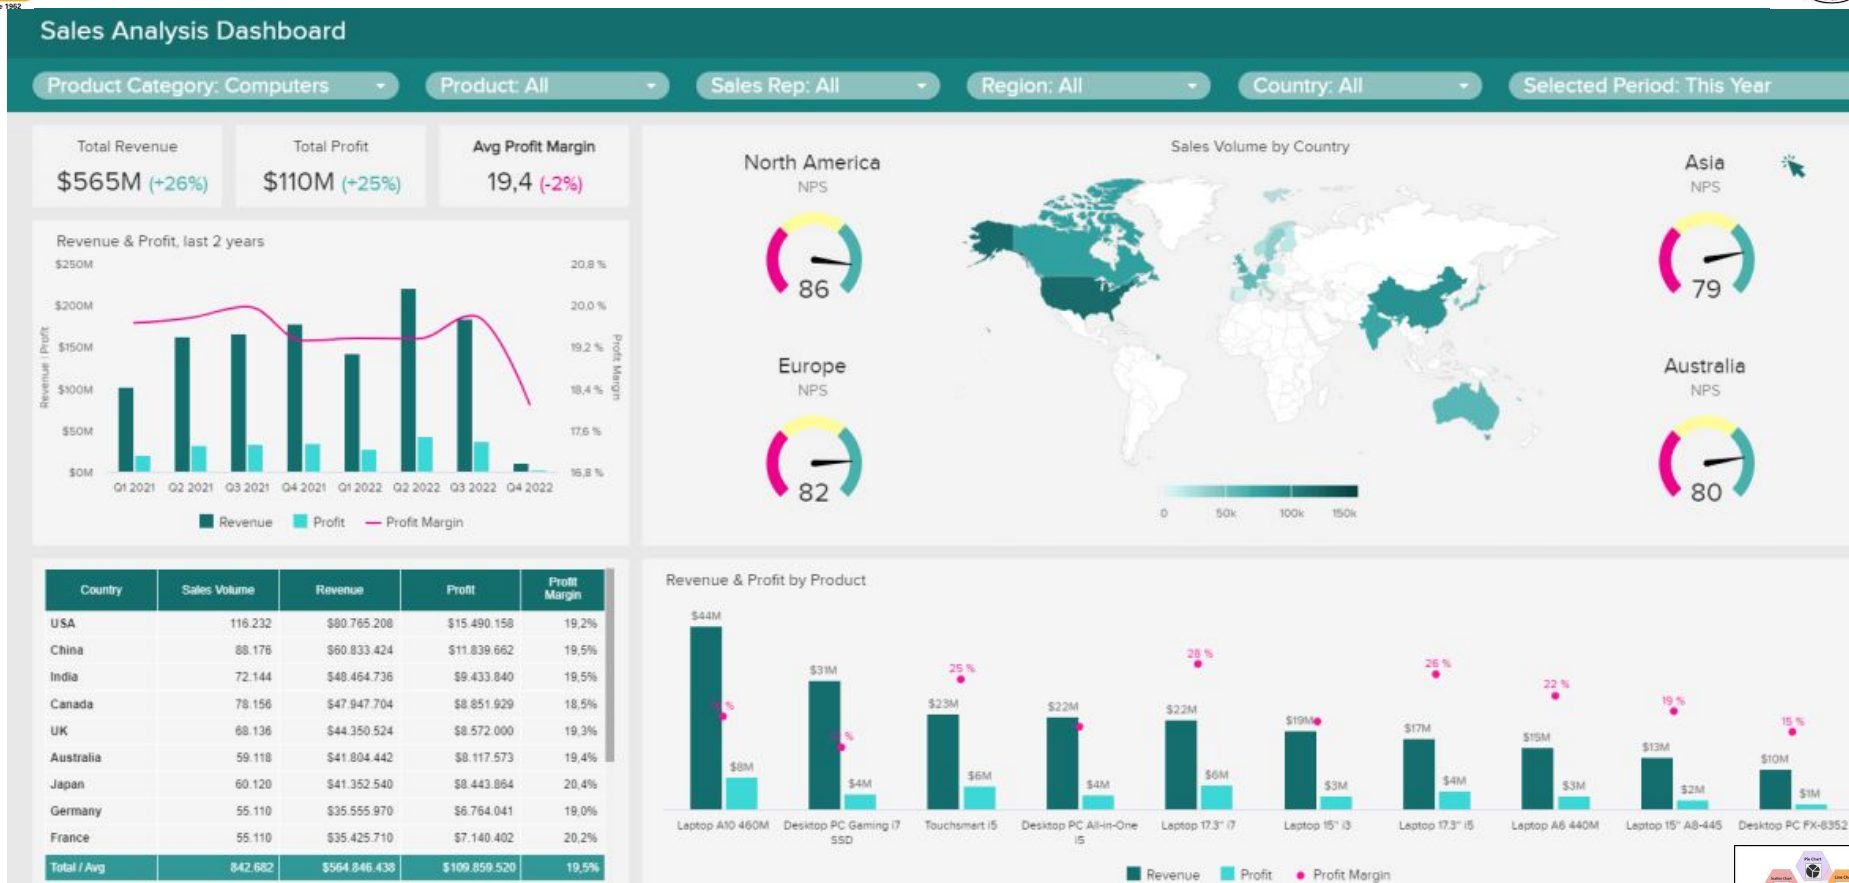 e 1962
Sales Analysis Dashboard
Product Category: Computers
Product: All
Sales Rep: All
Region: All
Country: All
Selected Period: This Year
Total Revenue
$565M (+26%)
Total Profit
$110M (+25%)
Avg Profit Margin
19,4 (-2%)
Revenue & Profit, last 2 years
$250M
$200M
$150M
$100M
$50M
$0M
Revenue | Profit
20,8 %
20,0 %
19,2 %
18,4 %
17,6 %
16,8 %
Profit Margin
Q1 2021 Q2 2021 Q3 2021 Q4 2021 Q1 2022 Q2 2022 Q3 2022 Q4 2022
Revenue Profit Profit Margin
North America
NPS
86
Europe
NPS
82
Sales Volume by Country
0 50k 100k 150k
Asia
NPS
79
Australia
NPS
80
Country Sales Volume Revenue Profit Profit Margin
USA 116.232 $80.765.208 $15.490.158 19,2%
China 88.176 $60.833.424 $11.839.662 19,5%
India 72.144 $48.464.736 $9.433.840 19,5%
Canada 78.156 $47.947.704 $8.851.929 18,5%
UK 68.136 $44.350.524 $8.572.000 19,3%
Australia 59.118 $41.804.442 $8.117.573 19,4%
Japan 60.120 $41.352.540 $8.443.864 20,4%
Germany 55.110 $35.555.970 $6.764.041 19,0%
France 55.110 $35.425.710 $7.140.402 20,2%
Total / Avg 842.682 $564.846.438 $109.859.520 19,5%
Revenue & Profit by Product
$44M
$8M
%
Laptop A10 460M
$31M
$4M
%
Desktop PC Gaming i7
SSD
25 %
$23M
$6M
Touchsmart i5
$22M
$4M
Desktop PC All-in-One
i5
28 %
$22M
$6M
Laptop 17.3" i7
$19M
$3M
Laptop 15" i3
26 %
$17M
$4M
Laptop 17.3" i5
22 %
$15M
$3M
Laptop A6 440M
19 %
$13M
$2M
Laptop 15" A8-445
15 %
$10M
$1M
Desktop PC FX-8352
Revenue Profit Profit Margin
Pie Chart